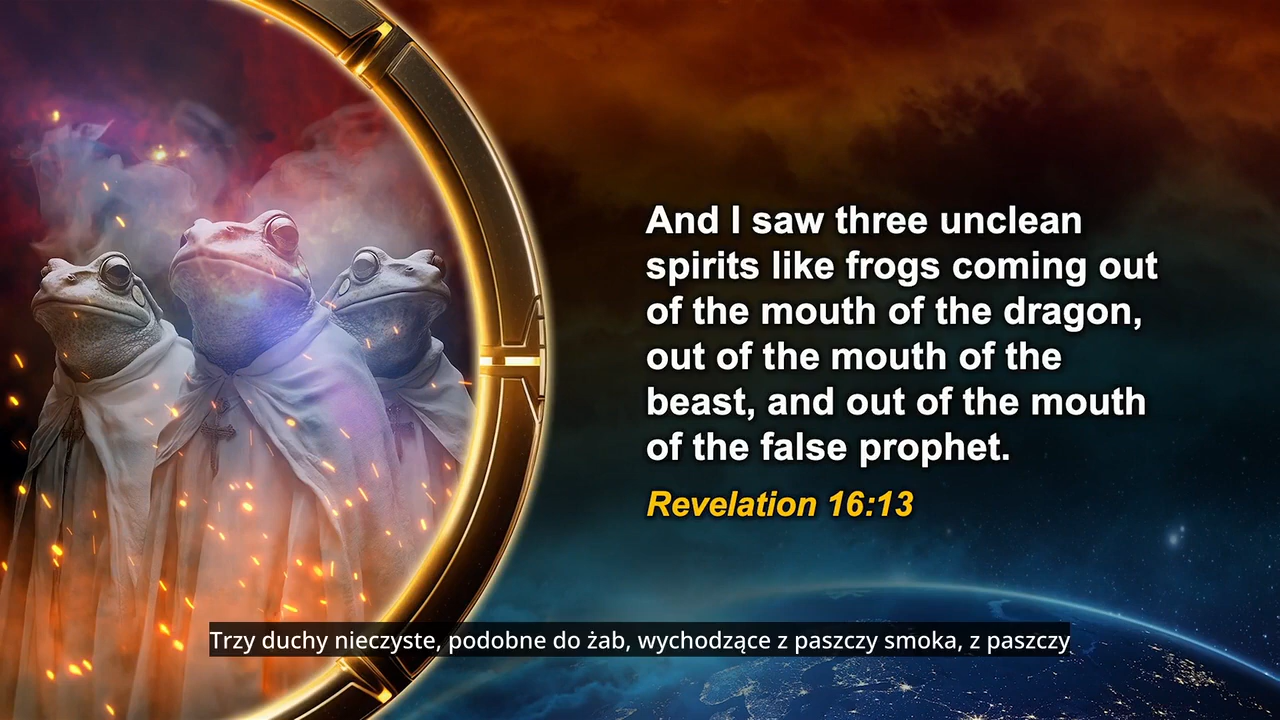 And I saw three unclean
spirits like frogs coming out
of the mouth of the dragon,
out of the mouth of the
beast, and out of the mouth
of the false prophet.
Revelation 16:13
Trzy duchy nieczyste, podobne do żab, wychodzące z paszczy smoka, z paszczy